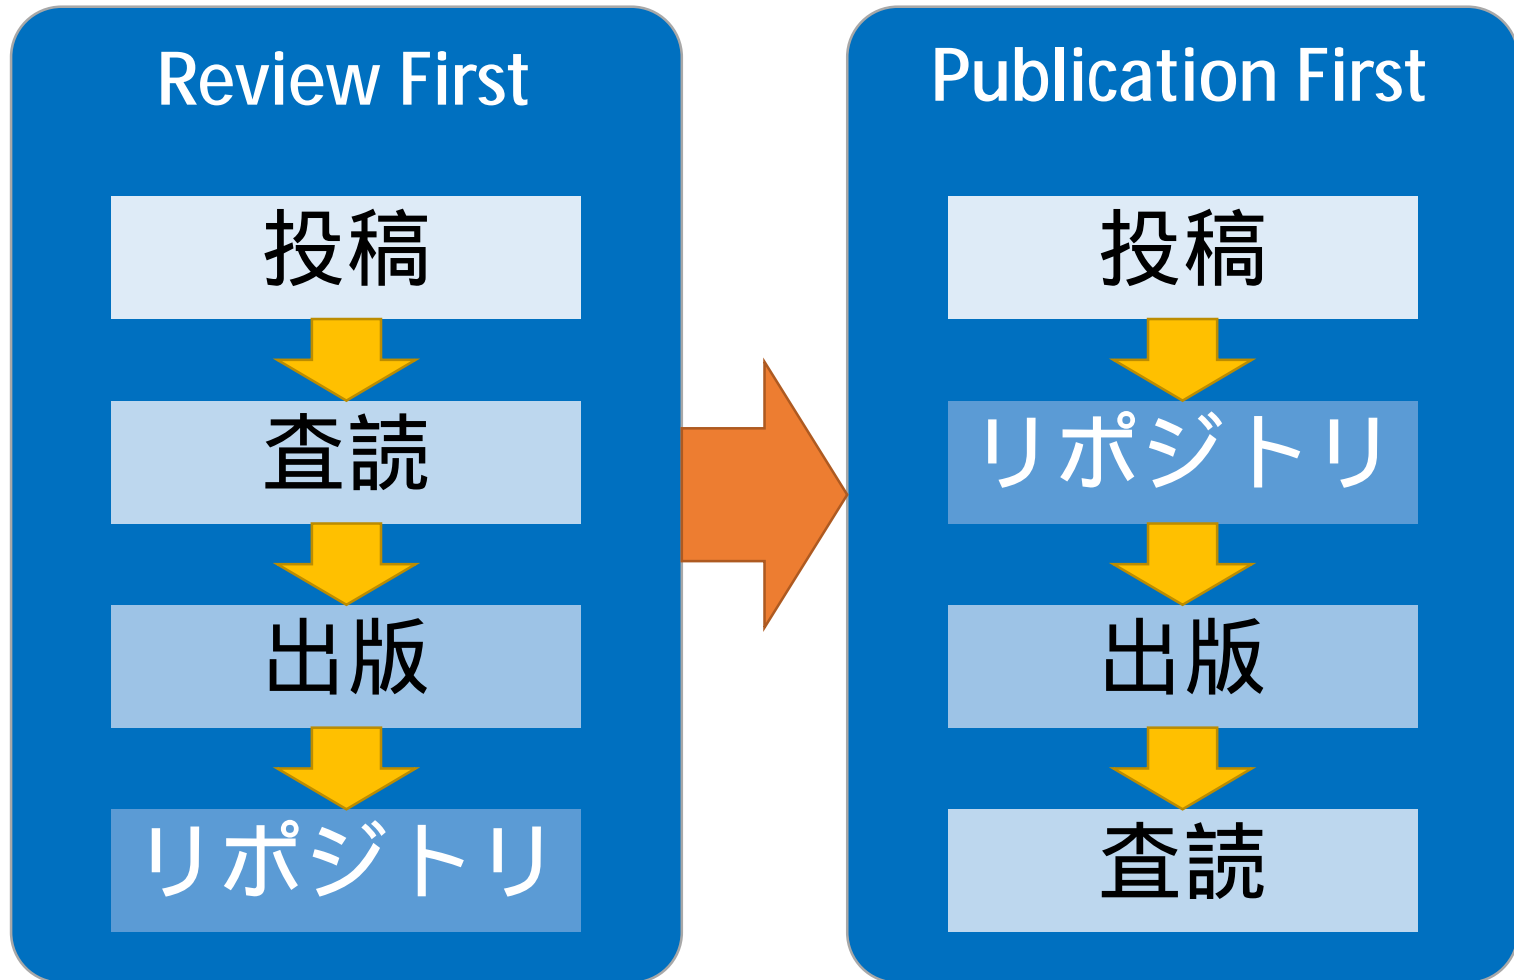 Review First
投稿
査読
出版
リポジトリ
Publication First
投稿
リポジトリ
出版
査読